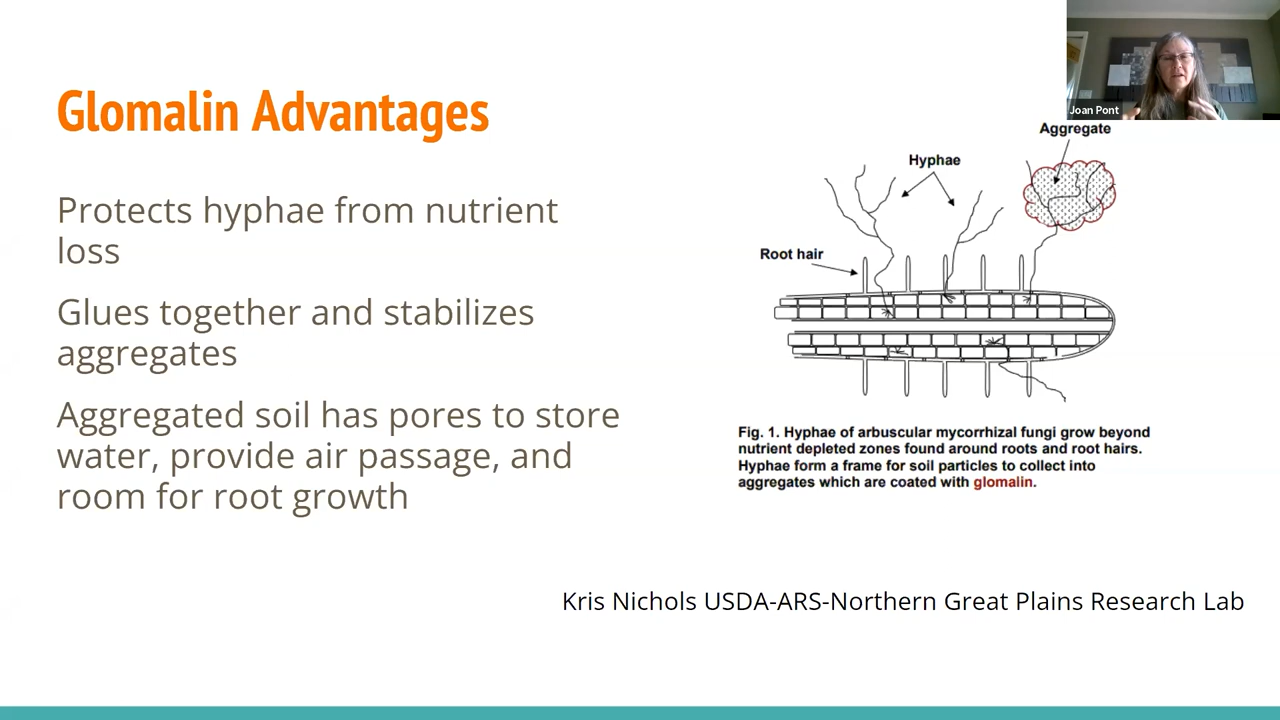 Glomalin Advantages
Protects hyphae from nutrient
loss
Glues together and stabilizes
aggregates
Aggregated soil has pores to store
water, provide air passage, and
room for root growth
Joan Pont
Aggregate
Hyphae
Root hair
Fig. 1. Hyphae of arbuscular mycorrhizal fungi grow beyond
nutrient depleted zones found around roots and root hairs.
Hyphae form a frame for soil particles to collect into
aggregates which are coated with glomalin.
Kris Nichols USDA-ARS-Northern Great Plains Research Lab